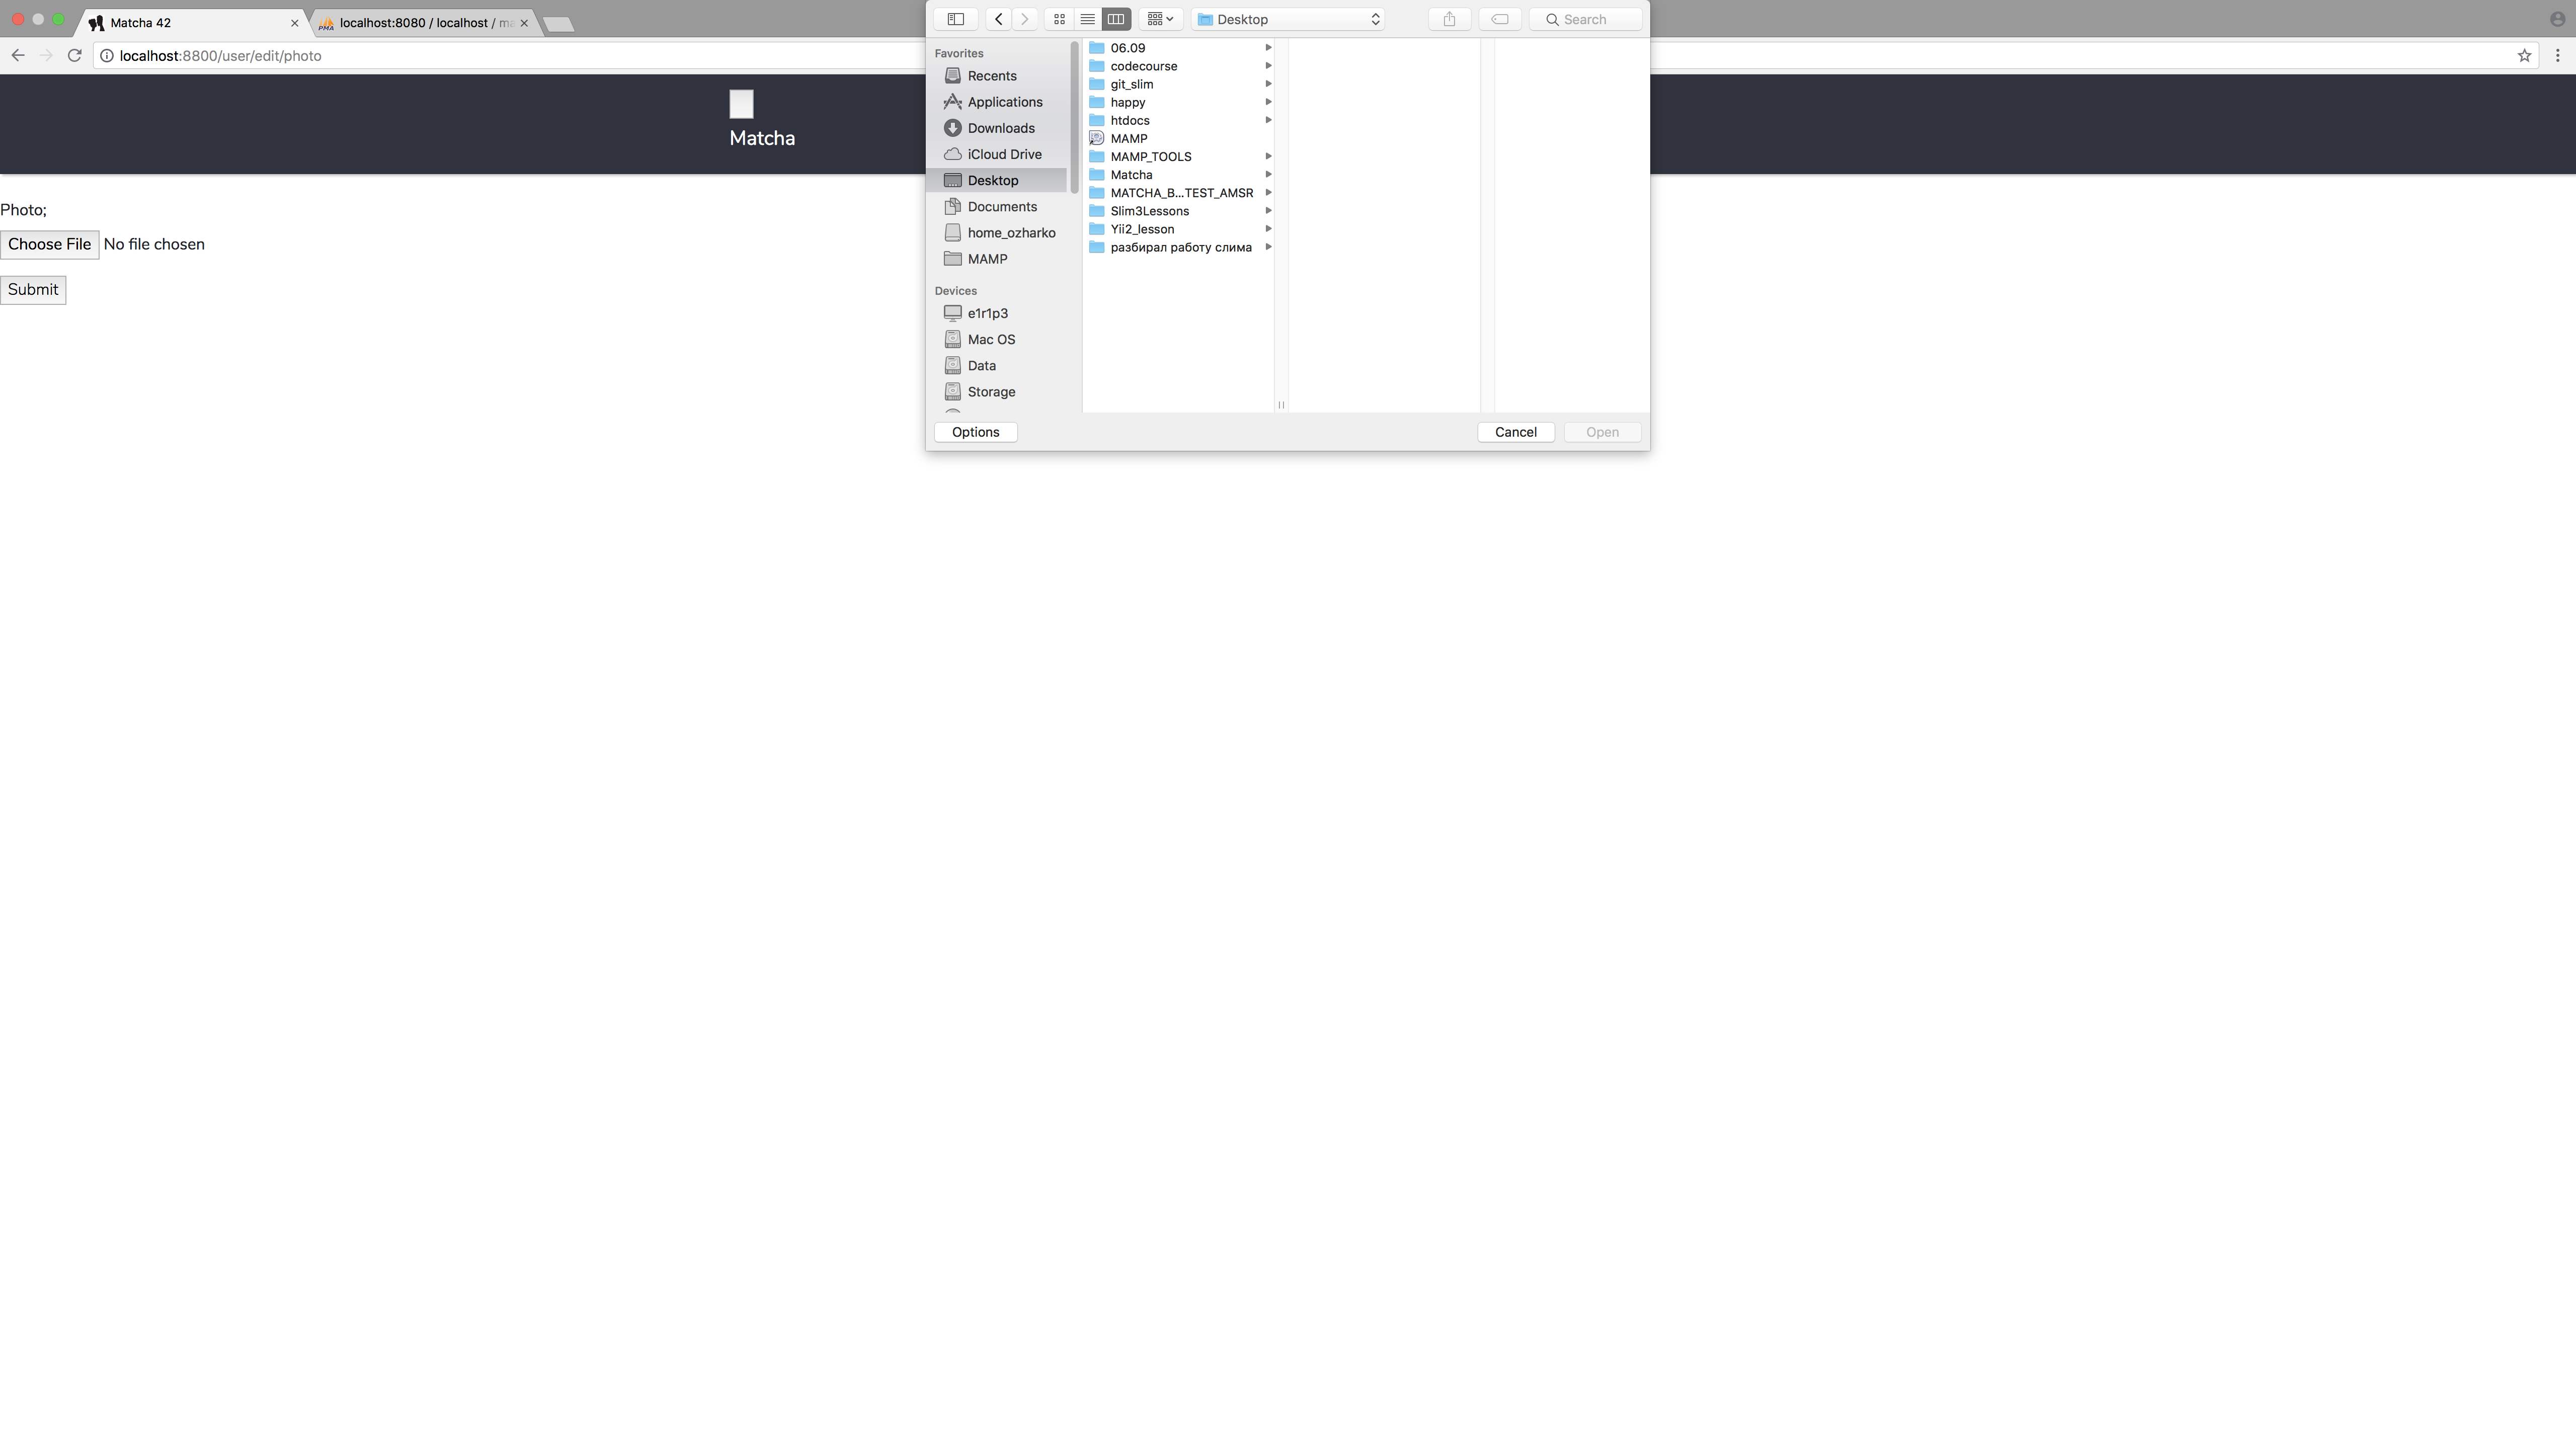 Matcha 42
localhost:8080 / localhost / ma
localhost:8800/user/edit/photo
Matcha
Photo;
Choose File No file chosen
Submit
Desktop
Search
Favorites
Recents
Applications
Downloads
iCloud Drive
Desktop
Documents
home_ozharko
MAMP
Devices
e1r1p3
Mac OS
Data
Storage
06.09
codecourse
git_slim
happy
htdocs
MAMP
MAMP_TOOLS
Matcha
MATCHA_B...TEST_AMSR
Slim3Lessons
Yii2_lesson
разбирал работу слима
Options
Cancel
Open